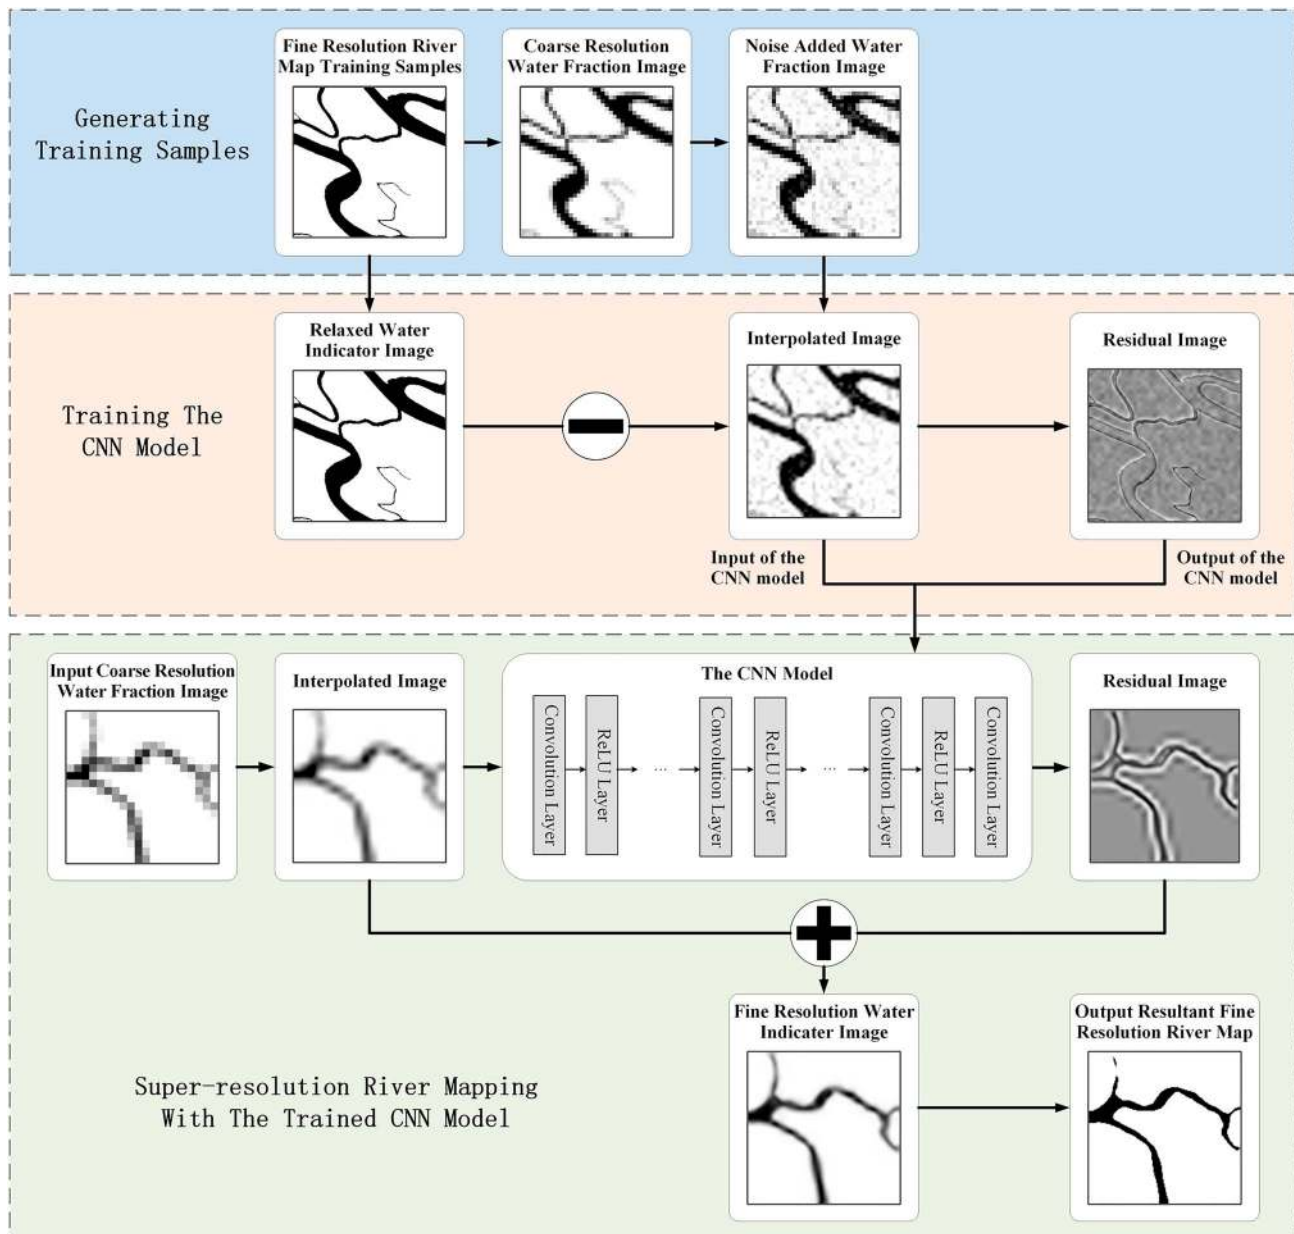 Generating
Training Samples
Fine Resolution River
Map Training Samples
Coarse Resolution
Water Fraction Image
Noise Added Water
Fraction Image
Training The
CNN Model
Relaxed Water
Indicator Image
Interpolated Image
Residual Image
Input of the
CNN model
Output of the
CNN model
Input Coarse Resolution
Water Fraction Image
Interpolated Image
The CNN Model
Convolution Layer
ReLU Layer
...
Convolution Layer
ReLU Layer
...
Convolution Layer
ReLU Layer
Convolution Layer
Residual Image
Fine Resolution Water
Indicater Image
Output Resultant Fine
Resolution River Map
Super-resolution River Mapping
With The Trained CNN Model